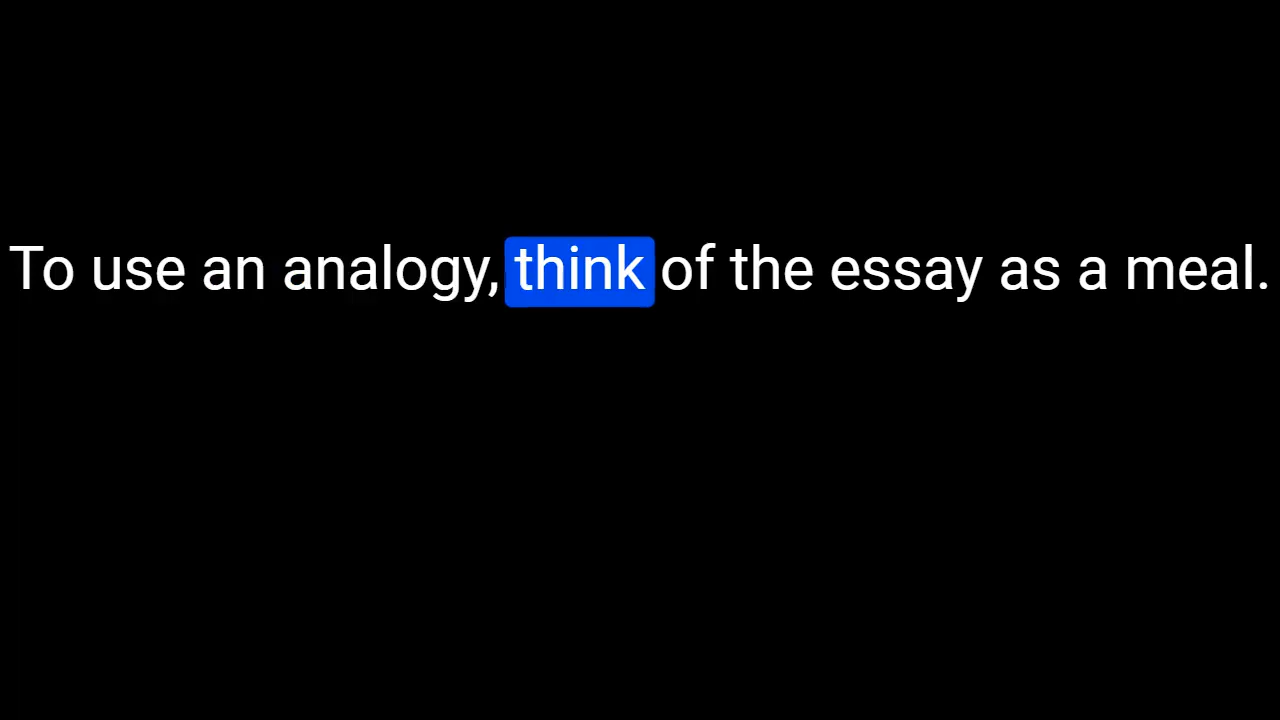 To use an analogy, think of the essay as a meal.